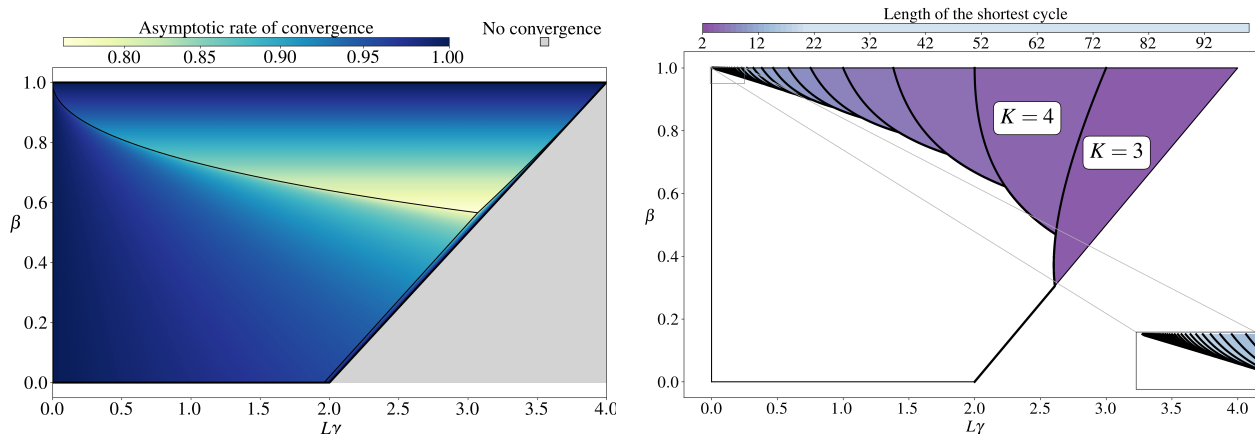 Asymptotic rate of convergence
No convergence
0.80 0.85 0.90 0.95 1.00
1.0
0.8
0.6
β
0.4
0.2
0.0
0.0 0.5 1.0 1.5 2.0 2.5 3.0 3.5 4.0
Lγ
Length of the shortest cycle
2 12 22 32 42 52 62 72 82 92
1.0
0.8
0.6
β
0.4
0.2
0.0
K = 4
K = 3
0.0 0.5 1.0 1.5 2.0 2.5 3.0 3.5 4.0
Lγ